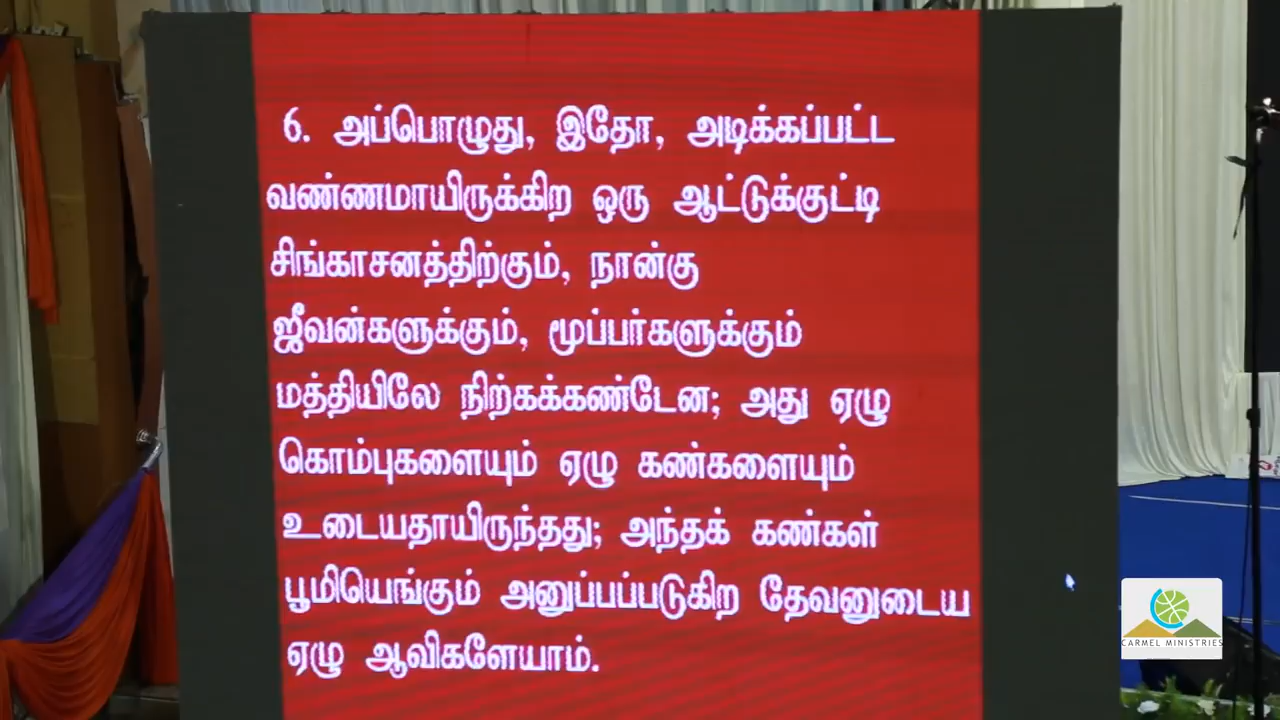 6. அப்பொழுது, இதோ, அடிக்கப்பட்ட
வண்ணமாயிருக்கிற ஒரு ஆட்டுக்குட்டி
சிங்காசனத்திற்கும், நான்கு
ஜீவன்களுக்கும், மூப்பர்களுக்கும்
மத்தியிலே நிற்கக்கண்டேன; அது ஏழு
கொம்புகளையும் ஏழு கண்களையும்
உடையதாயிருந்தது; அந்தக் கண்கள்
பூமியெங்கும் அனுப்பப்படுகிற தேவனுடைய
ஏழு ஆவிகளேயாம்.
CARMEL MINISTRIES